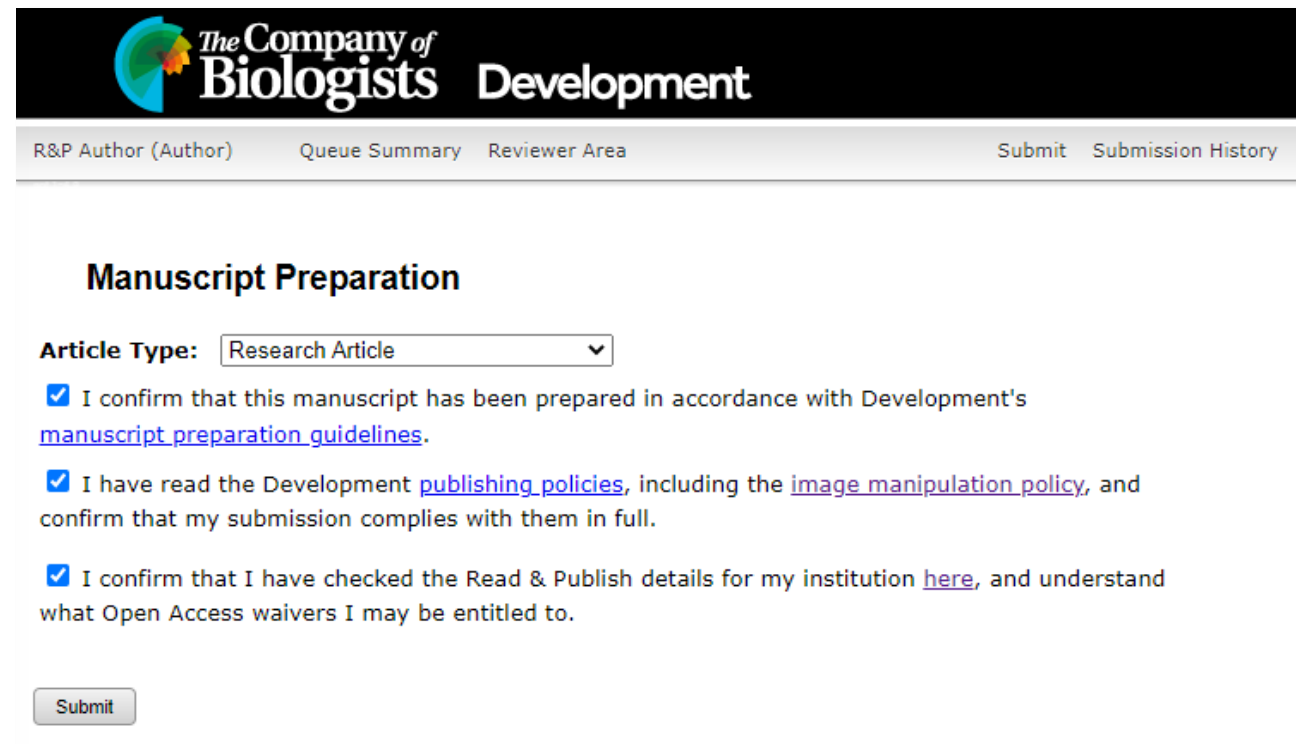 The Company of
Biologists Development
R&P Author (Author) Queue Summary Reviewer Area Submit Submission History
Manuscript Preparation
Article Type: Research Article
I confirm that this manuscript has been prepared in accordance with Development's
manuscript preparation guidelines.
I have read the Development publishing policies, including the image manipulation policy, and
confirm that my submission complies with them in full.
I confirm that I have checked the Read & Publish details for my institution here, and understand
what Open Access waivers I may be entitled to.
Submit